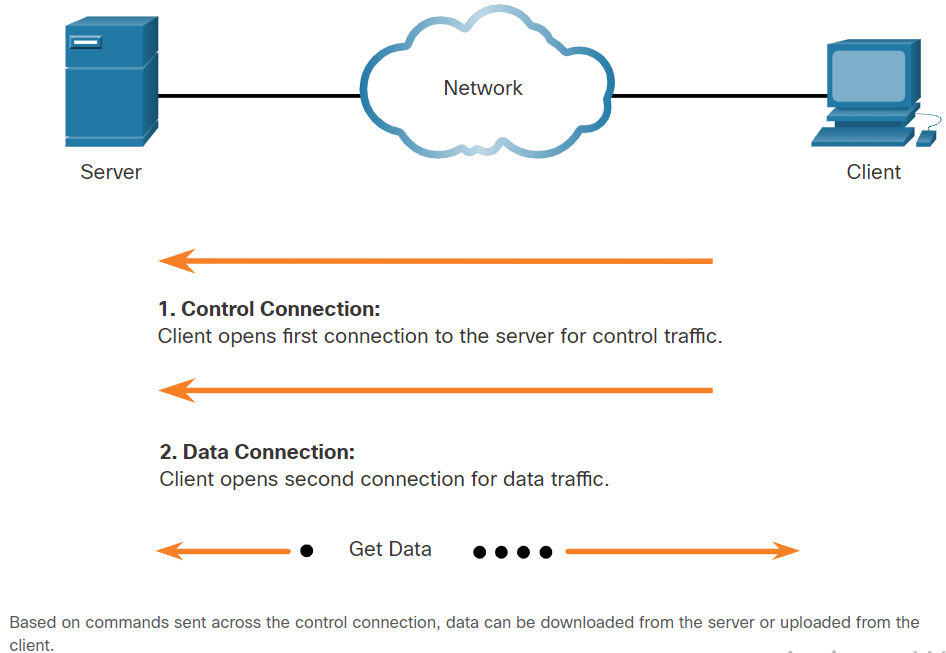 Network
Server
Client
1. Control Connection:
Client opens first connection to the server for control traffic.
2. Data Connection:
Client opens second connection for data traffic.
Get Data
Based on commands sent across the control connection, data can be downloaded from the server or uploaded from the
client.